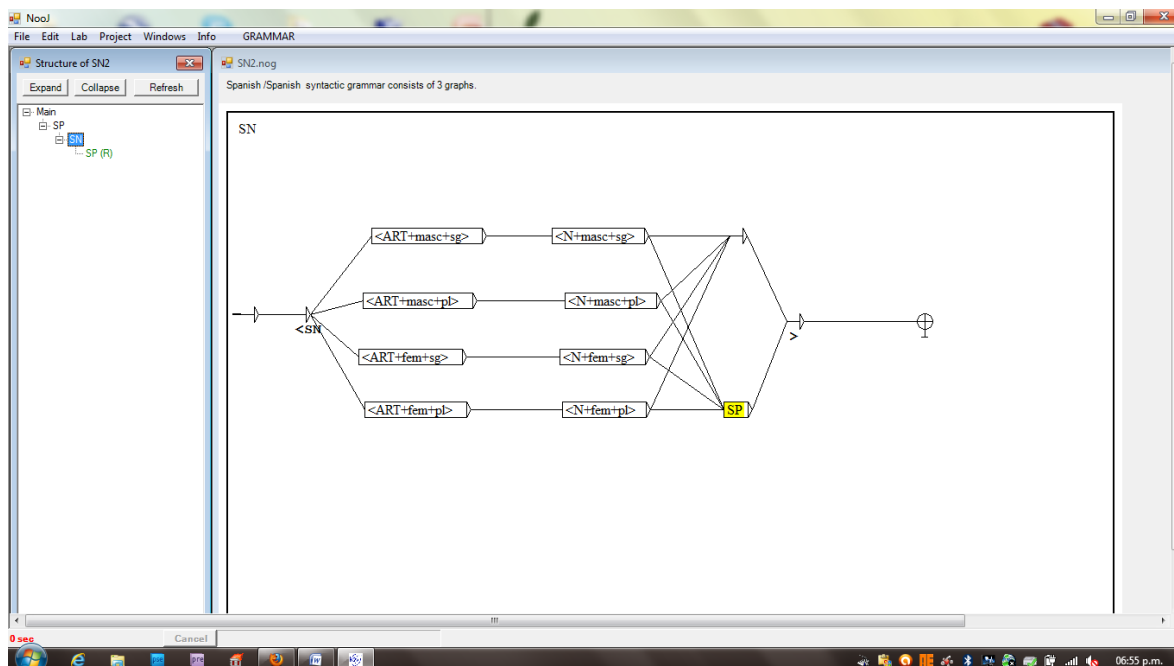 NooJ
File Edit Lab Project Windows Info GRAMMAR
Structure of SN2
Expand Collapse Refresh
Main
SP
SN
SP (R)
SN2.nog
Spanish /Spanish syntactic grammar consists of 3 graphs.
SN
<ART+masc+sg> <N+masc+sg>
<ART+masc+pl> <N+masc+pl>
<SN
>
<ART+fem+sg> <N+fem+sg>
<ART+fem+pl> <N+fem+pl> SP
0 sec Cancel
06:55 p.m.